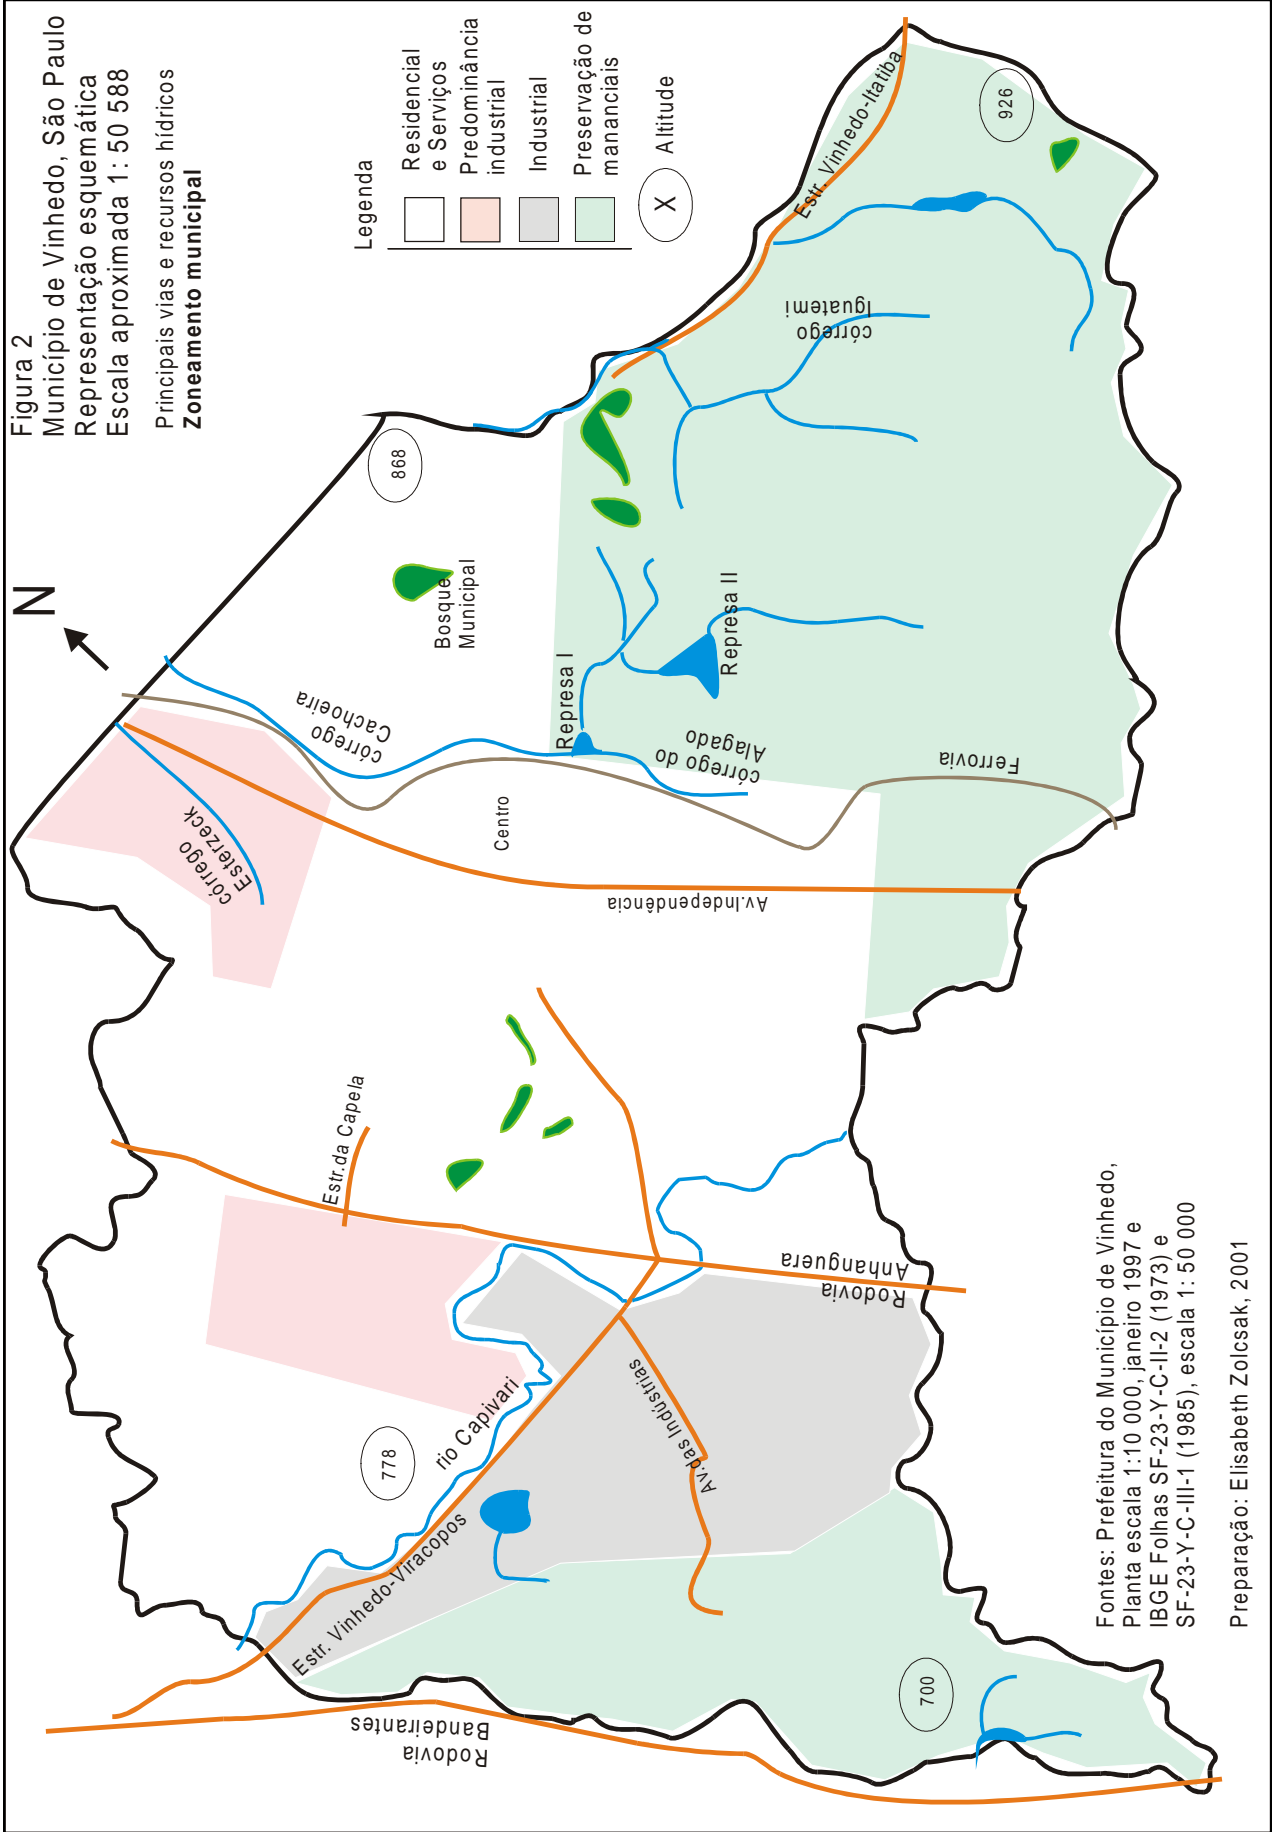 Figura 2
Município de Vinhedo, São Paulo
Representação esquemática
Escala aproximada 1: 50 588
Principais vias e recursos hídricos
Zoneamento municipal
N
Legenda
Residencial
e Serviços
Predominância
industrial
Industrial
Preservação de
mananciais
X
Altitude
Estr. Vinhedo-Itatiba
926
córrego
Iguatemi
868
Bosque
Municipal
Represa I
Represa II
córrego
Cachoeira
córrego do
Alagado
Ferrovia
córrego
Esterzeck
Centro
Av.Independência
Estr.da Capela
Rodovia
Anhanguera
rio Capivari
778
Av.das Indústrias
Estr. Vinhedo-Viracopos
Rodovia
Bandeirantes
700
Fontes: Prefeitura do Município de Vinhedo,
Planta escala 1:10 000, janeiro 1997 e
IBGE Folhas SF-23-Y-C-II-2 (1973) e
SF-23-Y-C-III-1 (1985), escala 1: 50 000
Preparação: Elisabeth Zolcsak, 2001